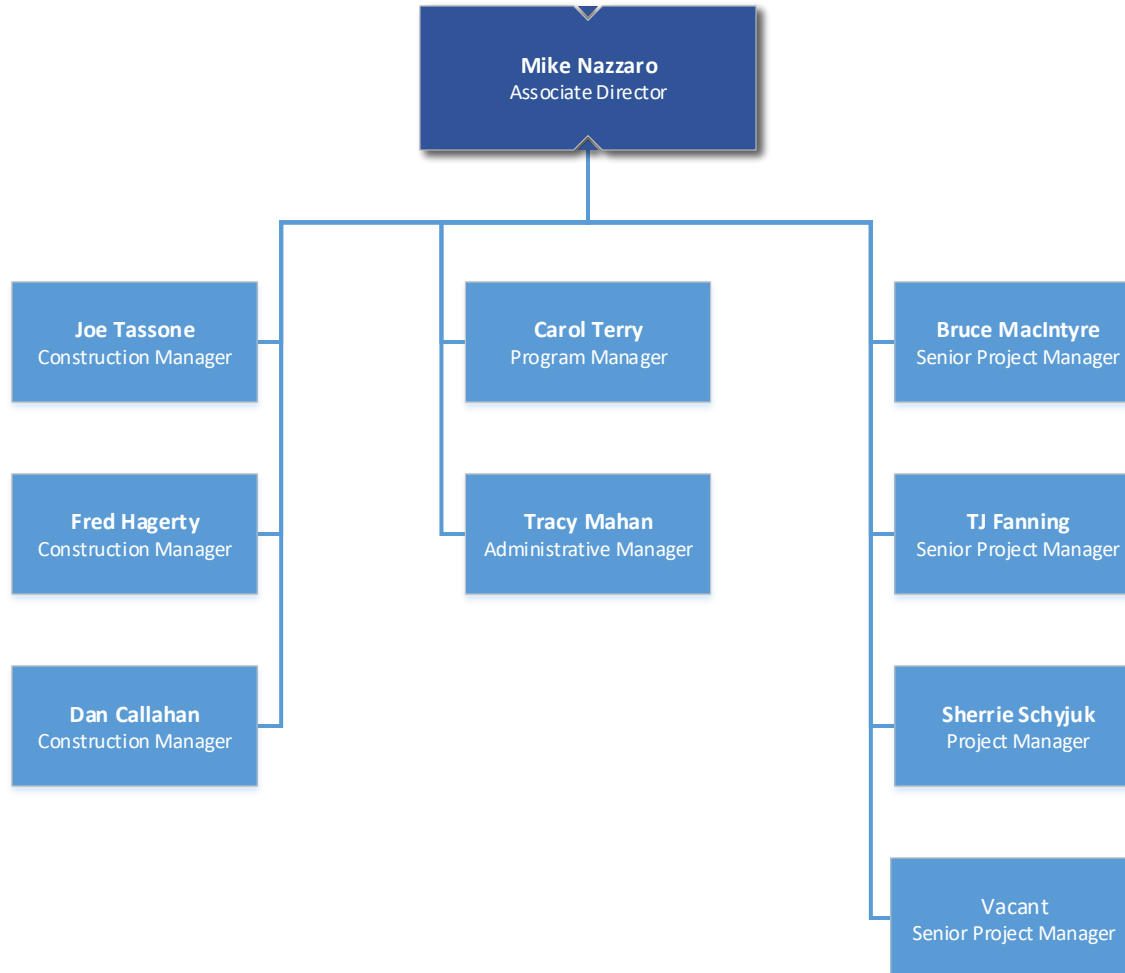 Mike Nazzaro
Associate Director
Joe Tassone
Construction Manager
Carol Terry
Program Manager
Bruce MacIntyre
Senior Project Manager
Fred Hagerty
Construction Manager
Tracy Mahan
Administrative Manager
TJ Fanning
Senior Project Manager
Dan Callahan
Construction Manager
Sherrie Schyjuk
Project Manager
Vacant
Senior Project Manager